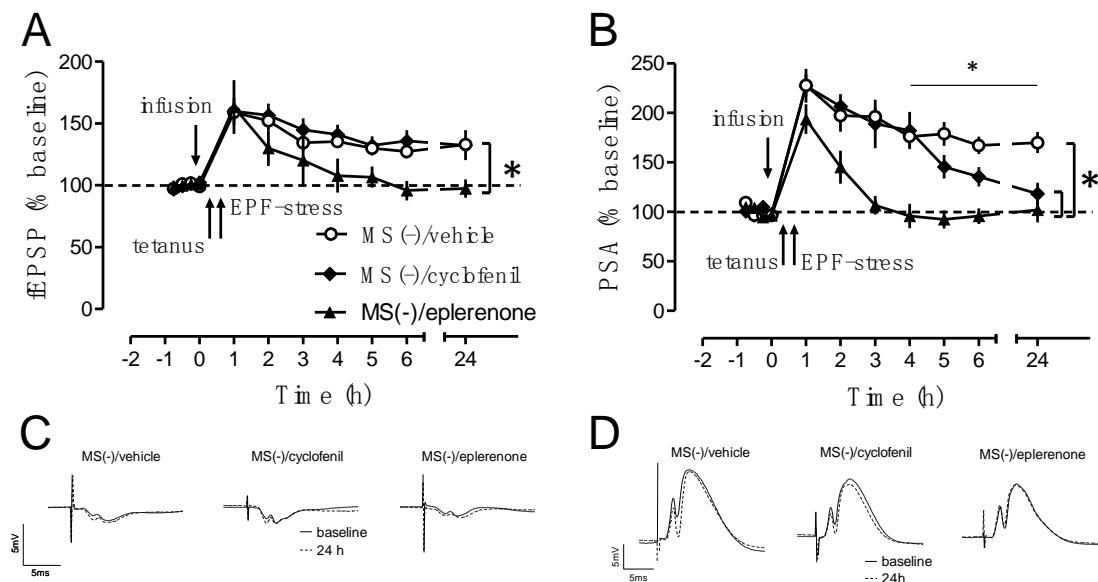 A
fEPSP (% baseline)
200
150
100
50
0
infusion
tetanus
EPF-stress
MS(-)/vehicle
MS(-)/cyclofenil
MS(-)/eplerenone
*
-2 -1 0 1 2 3 4 5 6 24
Time (h)
B
PSA (% baseline)
250
200
150
100
50
0
*
infusion
tetanus
EPF-stress
*
-2 -1 0 1 2 3 4 5 6 24
Time (h)
C
MS(-)/vehicle MS(-)/cyclofenil MS(-)/eplerenone
5mV
5ms
baseline
24 h
D
MS(-)/vehicle MS(-)/cyclofenil MS(-)/eplerenone
5mV
5ms
baseline
24h